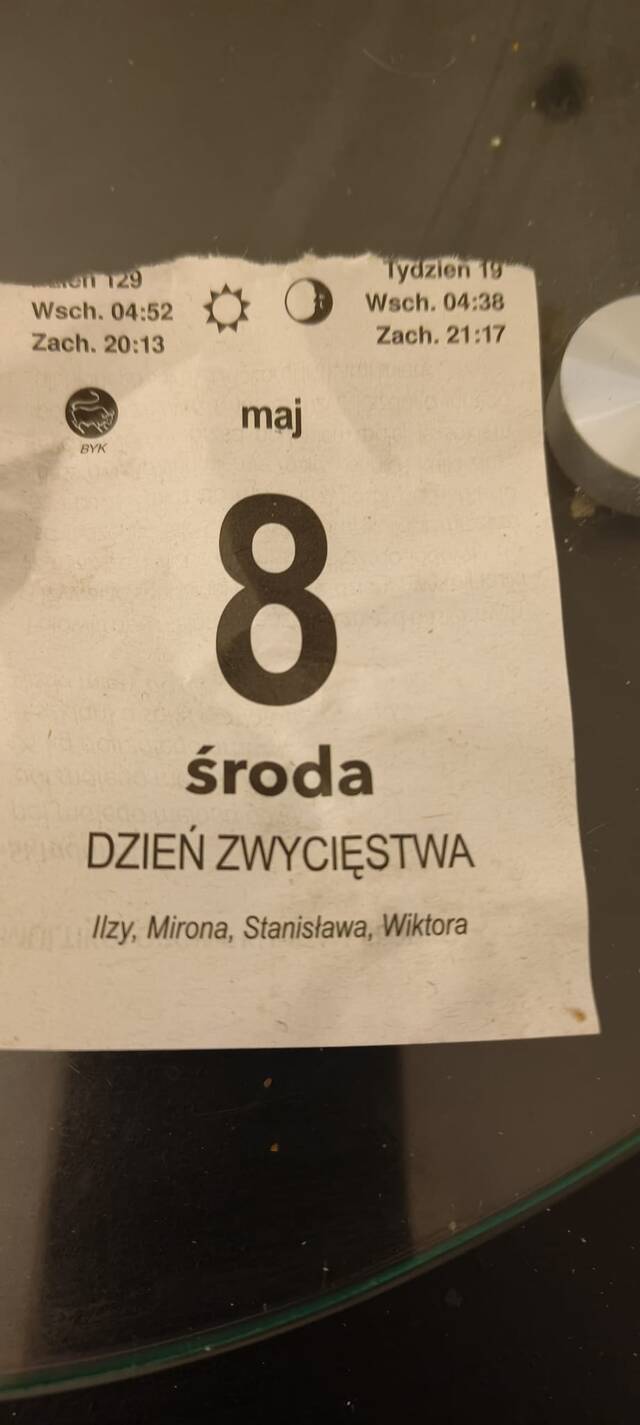 129
Tydzień 19
Wsch. 04:52
Wsch. 04:38
Zach. 20:13
Zach. 21:17
BYK
maj
8
środa
DZIEŃ ZWYCIĘSTWA
Ilzy, Mirona, Stanisława, Wiktora